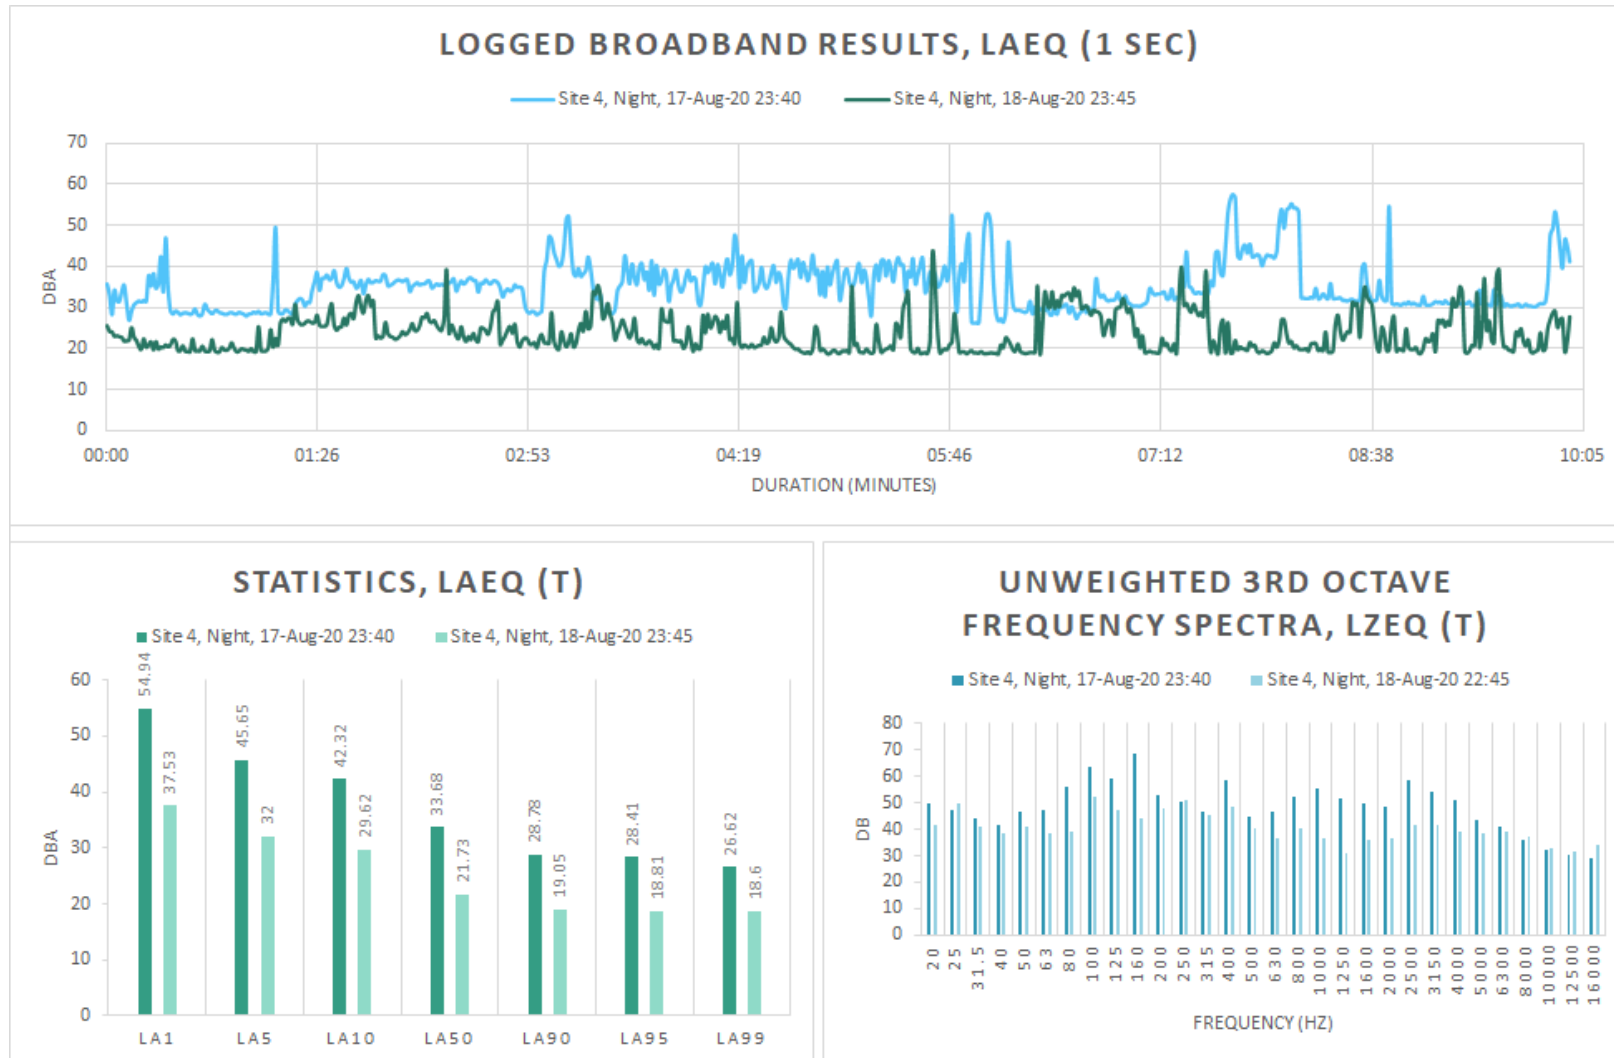 LOGGED BROADBAND RESULTS, LAEQ (1 SEC)
Site 4, Night, 17-Aug-20 23:40 Site 4, Night, 18-Aug-20 23:45
70
60
50
40
30
20
10
0
DBA
00:00 01:26 02:53 04:19 05:46 07:12 08:38 10:05
DURATION (MINUTES)
STATISTICS, LAEQ (T)
Site 4, Night, 17-Aug-20 23:40 Site 4, Night, 18-Aug-20 23:45
60
50
40
30
20
10
0
DBA
54.94 37.53 45.65 32 42.32 29.62 33.68 21.73 28.78 19.05 28.41 18.81 26.62 18.6
LA1 LA5 LA10 LA50 LA90 LA95 LA99
UNWEIGHTED 3RD OCTAVE
FREQUENCY SPECTRA, LZEQ (T)
Site 4, Night, 17-Aug-20 23:40 Site 4, Night, 18-Aug-20 22:45
80
70
60
50
40
30
20
10
0
DB
20 25 31.5 40 50 63 80 100 125 160 200 250 315 400 500 630 800 1000 1250 1600 2000 2500 3150 4000 5000 6300 8000 10000 12500 16000
FREQUENCY (HZ)